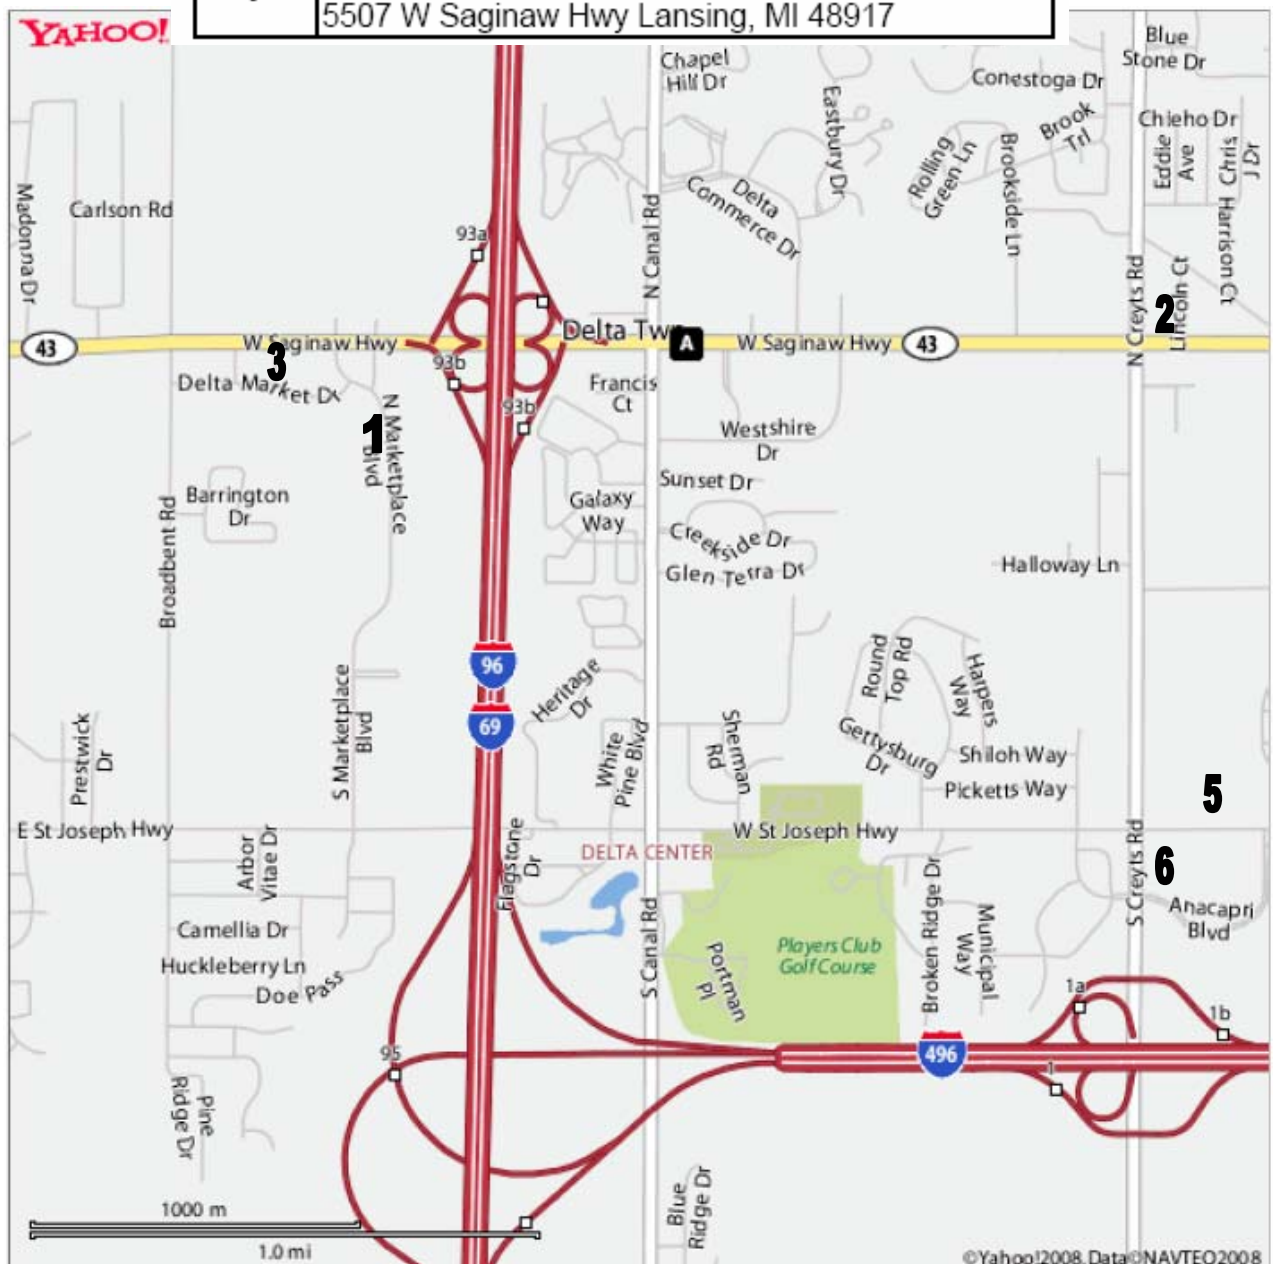 5507 W Saginaw Hwy Lansing, MI 48917
YAHOO!
Chapel
Hill Dr
Conestoga Dr
Blue
Stone Dr
Eastbury Dr
Brook
Trl
Chieho Dr
Eddie
Ave
Chris
J Dr
Rolling
Green Ln
Brookside Ln
Madonna Dr
Carlson Rd
Delta
Commerce Dr
N Canal Rd
Harrison Ct
93a
N Creyts Rd
Lincoln Ct
2
43
W Saginaw Hwy
Delta Twp
A
W Saginaw Hwy
43
3
93b
Delta Market Dr
Francis
Ct
93b
1
N Marketplace
Blvd
Westshire
Dr
Sunset Dr
Barrington
Dr
Galaxy
Way
Broadbent Rd
Creekside Dr
Glen Terra Dr
Halloway Ln
96
69
Heritage
Dr
Round
Top Rd
Harpers
Way
S Marketplace
Blvd
Prestwick
Dr
White
Pine Blvd
Sherman
Rd
Gettysburg
Dr
Shiloh Way
Picketts Way
5
E St Joseph Hwy
W St Joseph Hwy
Arbor
Vitae Dr
Flagstone
Dr
DELTA CENTER
S Creyts Rd
6
Anacapri
Blvd
Camellia Dr
Huckleberry Ln
Doe Pass
S Canal Rd
Portman
Pl
Players Club
Golf Course
Broken Ridge Dr
Municipal
Way
1a
1b
95
496
1
Pine
Ridge Dr
Blue
Ridge Dr
1000 m
1.0 mi
©Yahoo!2008, Data©NAVTEQ2008